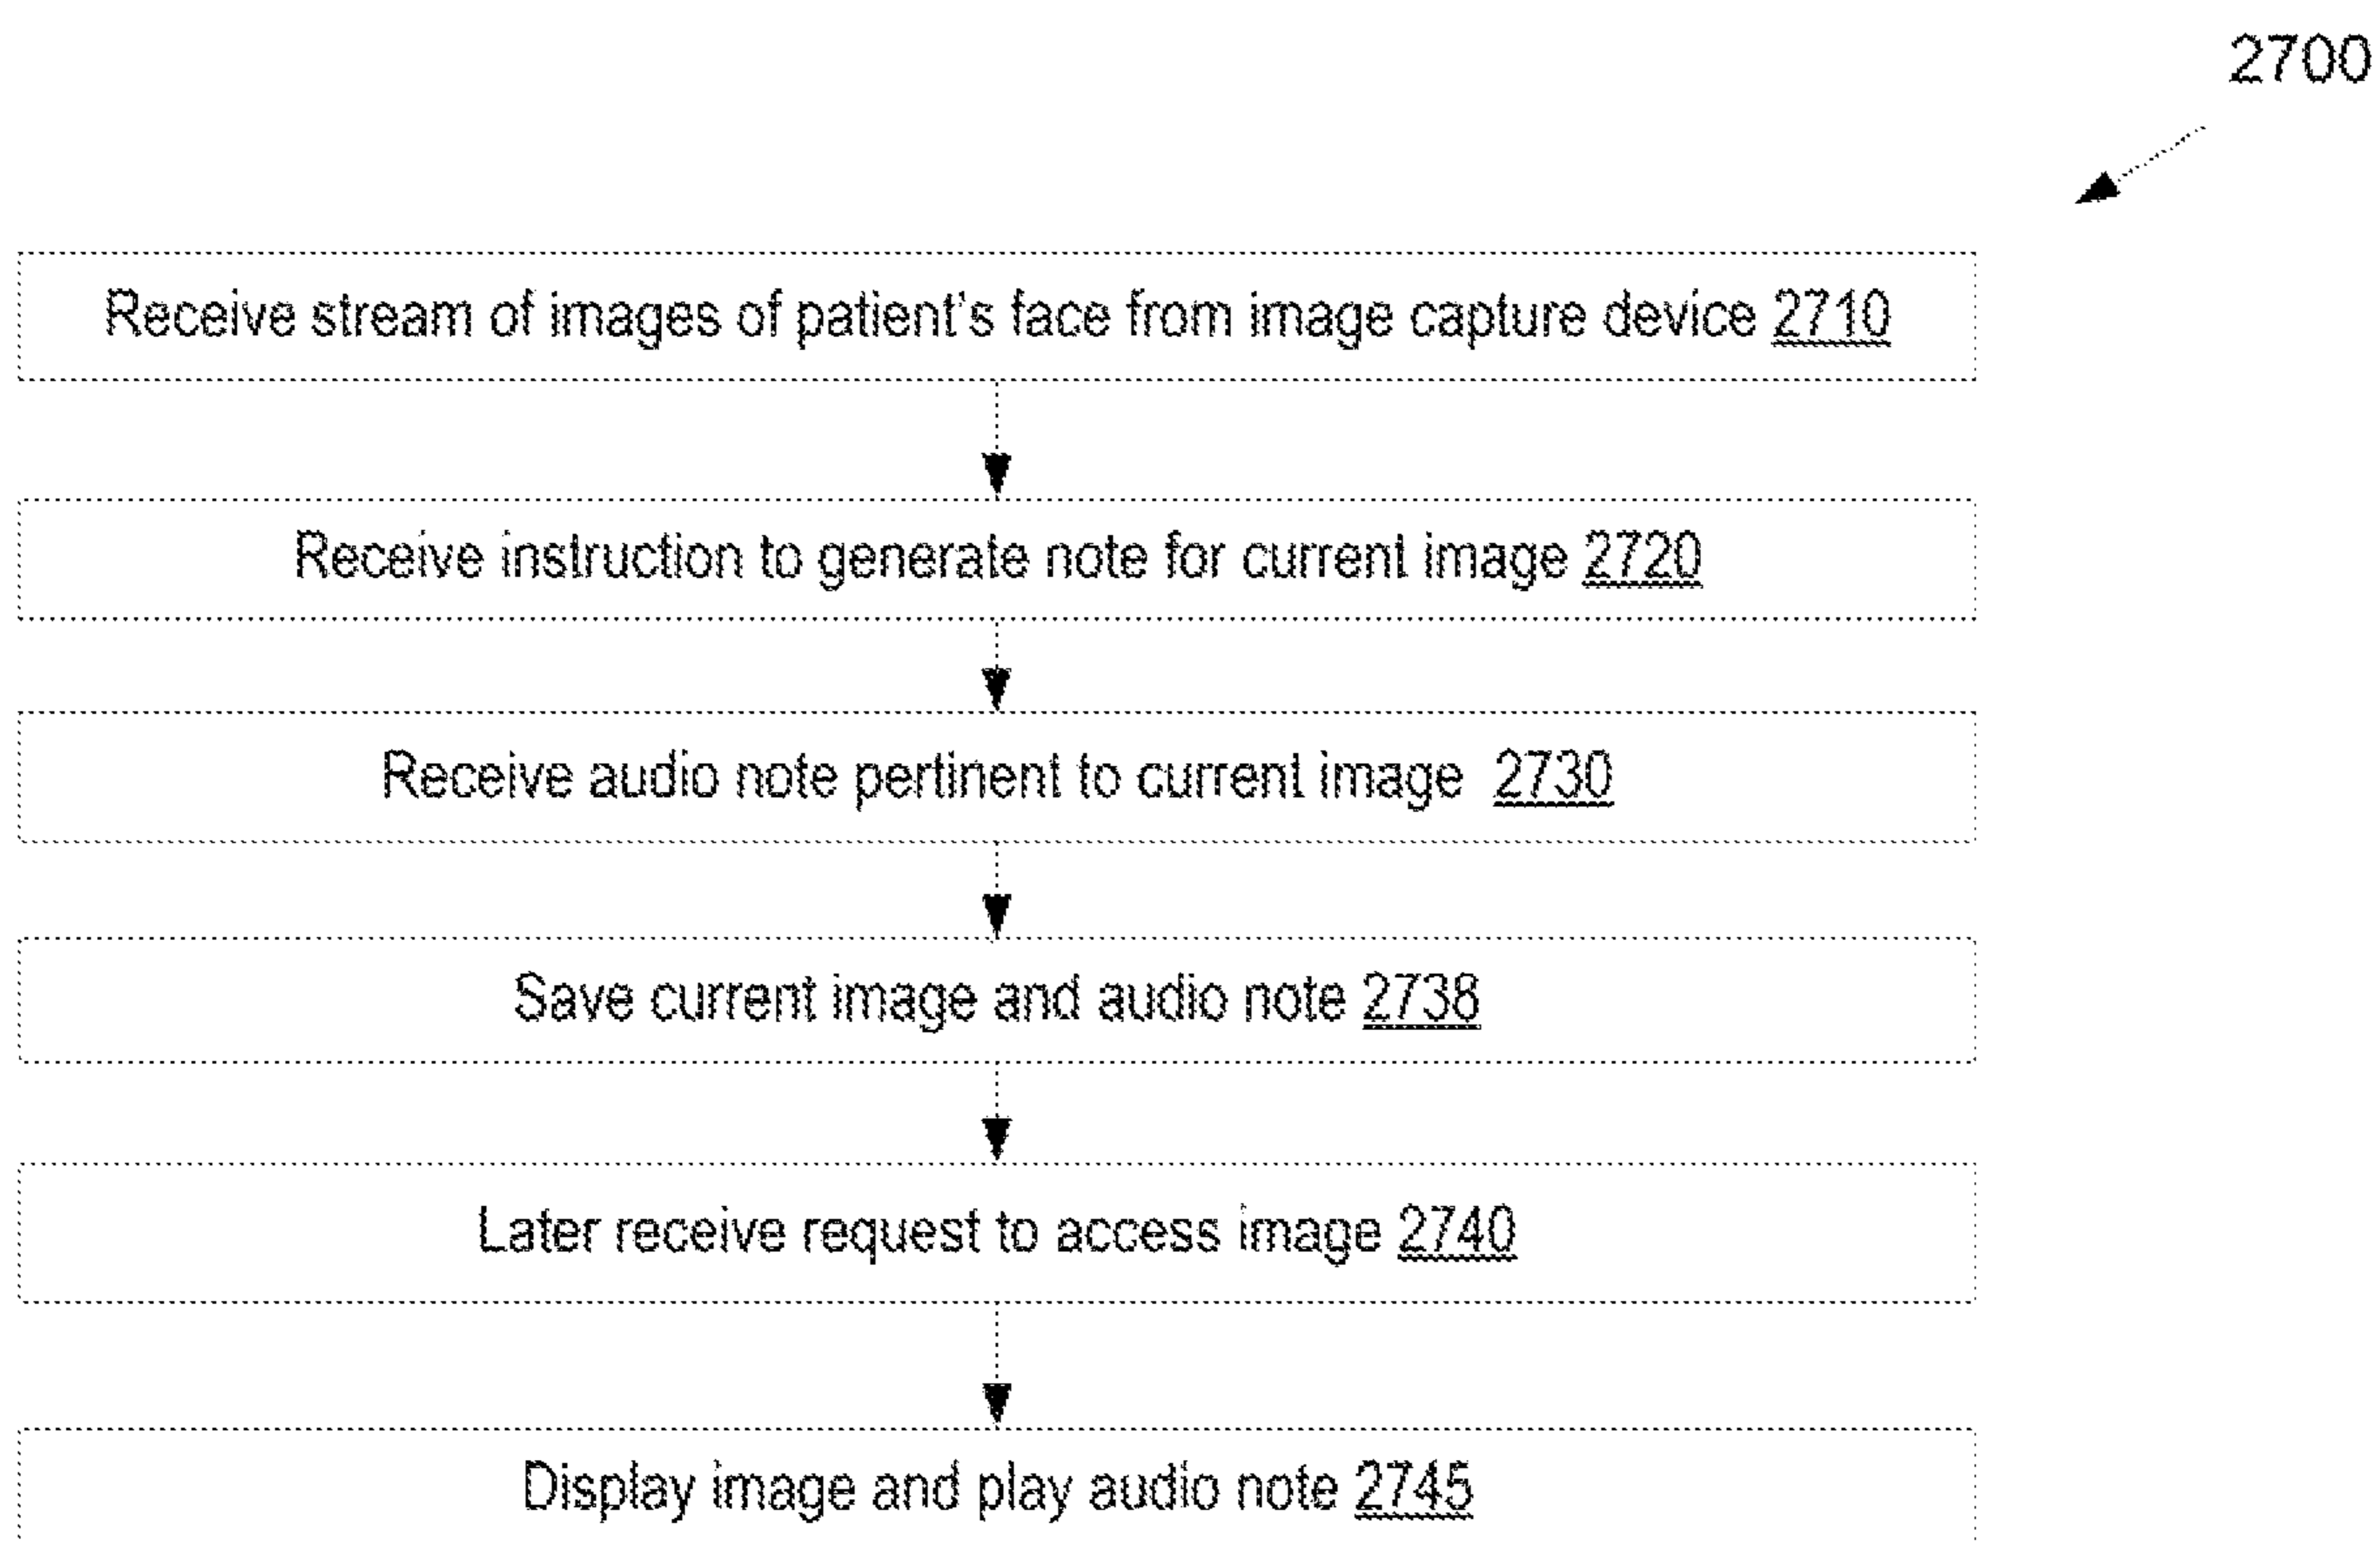 2700
Receive stream of images of patient's face from image capture device 2710
Receive instruction to generate note for current image 2720
Receive audio note pertinent to current image 2730
Save current image and audio note 2738
Later receive request to access image 2740
Display image and play audio note 2745